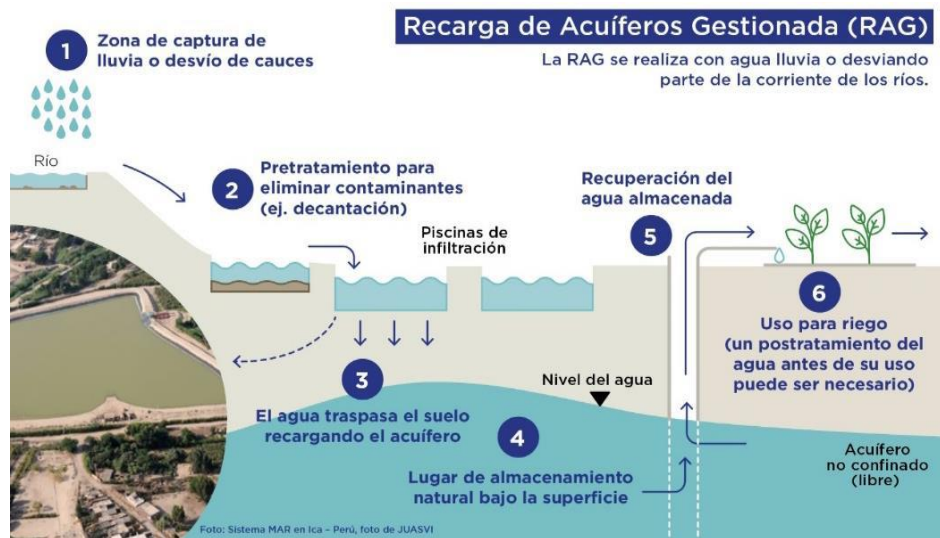 Recarga de Acuíferos Gestionada (RAG)
La RAG se realiza con agua lluvia o desviando
parte de la corriente de los ríos.
1
Zona de captura de
lluvia o desvío de cauces
Río
2
Pretratamiento para
eliminar contaminantes
(ej. decantación)
Piscinas de
infiltración
3
El agua traspasa el suelo
recargando el acuífero
4
Lugar de almacenamiento
natural bajo la superficie
Nivel del agua
Recuperación del
agua almacenada
5
6
Uso para riego
(un postratamiento del
agua antes de su uso
puede ser necesario)
Acuífero
no confinado
(libre)
Foto: Sistema MAR en Ica – Perú, foto de JUASVI